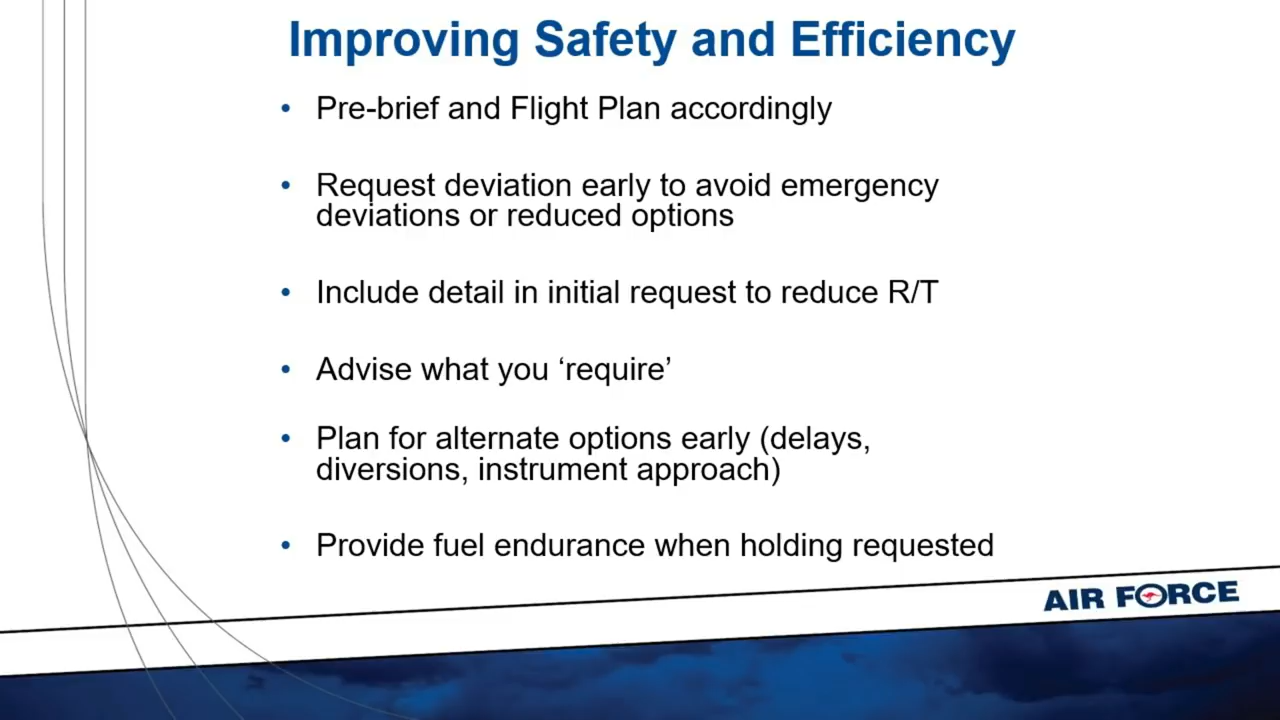 Improving Safety and Efficiency
• Pre-brief and Flight Plan accordingly
• Request deviation early to avoid emergency
deviations or reduced options
• Include detail in initial request to reduce R/T
• Advise what you ‘require’
• Plan for alternate options early (delays,
diversions, instrument approach)
• Provide fuel endurance when holding requested
AIR FORCE